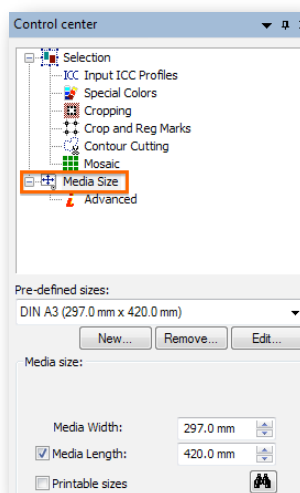 Control center
Selection
ICC Input ICC Profiles
Special Colors
Cropping
Crop and Reg Marks
Contour Cutting
Mosaic
Media Size
Advanced
Pre-defined sizes:
DIN A3 (297.0 mm x 420.0 mm)
New... Remove... Edit...
Media size:
Media Width: 297.0 mm
Media Length: 420.0 mm
Printable sizes